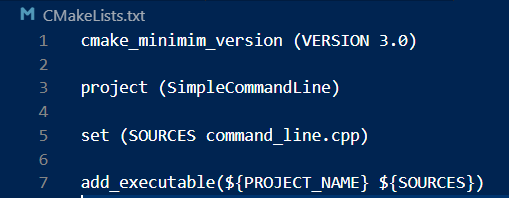 CMakeLists.txt
1 cmake_minimim_version (VERSION 3.0)
2
3 project (SimpleCommandLine)
4
5 set (SOURCES command_line.cpp)
6
7 add_executable(${PROJECT_NAME} ${SOURCES})